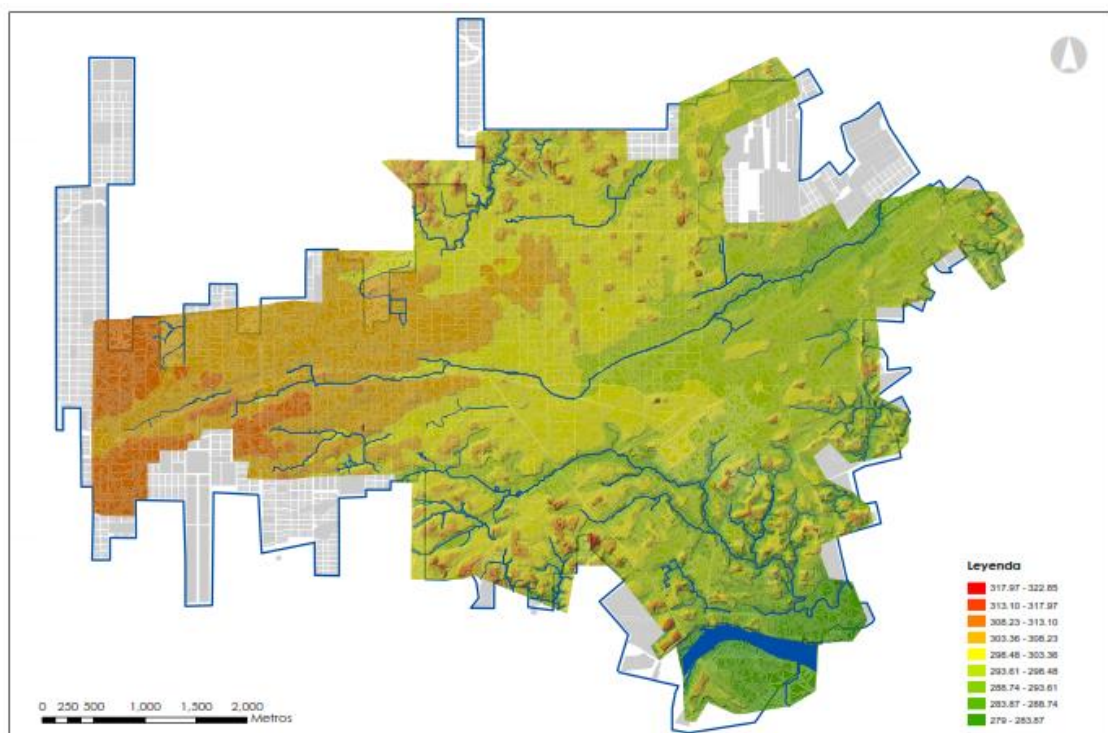 Leyenda
317.97 - 322.85
313.10 - 317.97
308.23 - 313.10
303.36 - 308.23
298.48 - 303.36
293.61 - 298.48
288.74 - 293.61
283.87 - 288.74
279 - 283.87
0 250 500 1,000 1,500 2,000
Metros